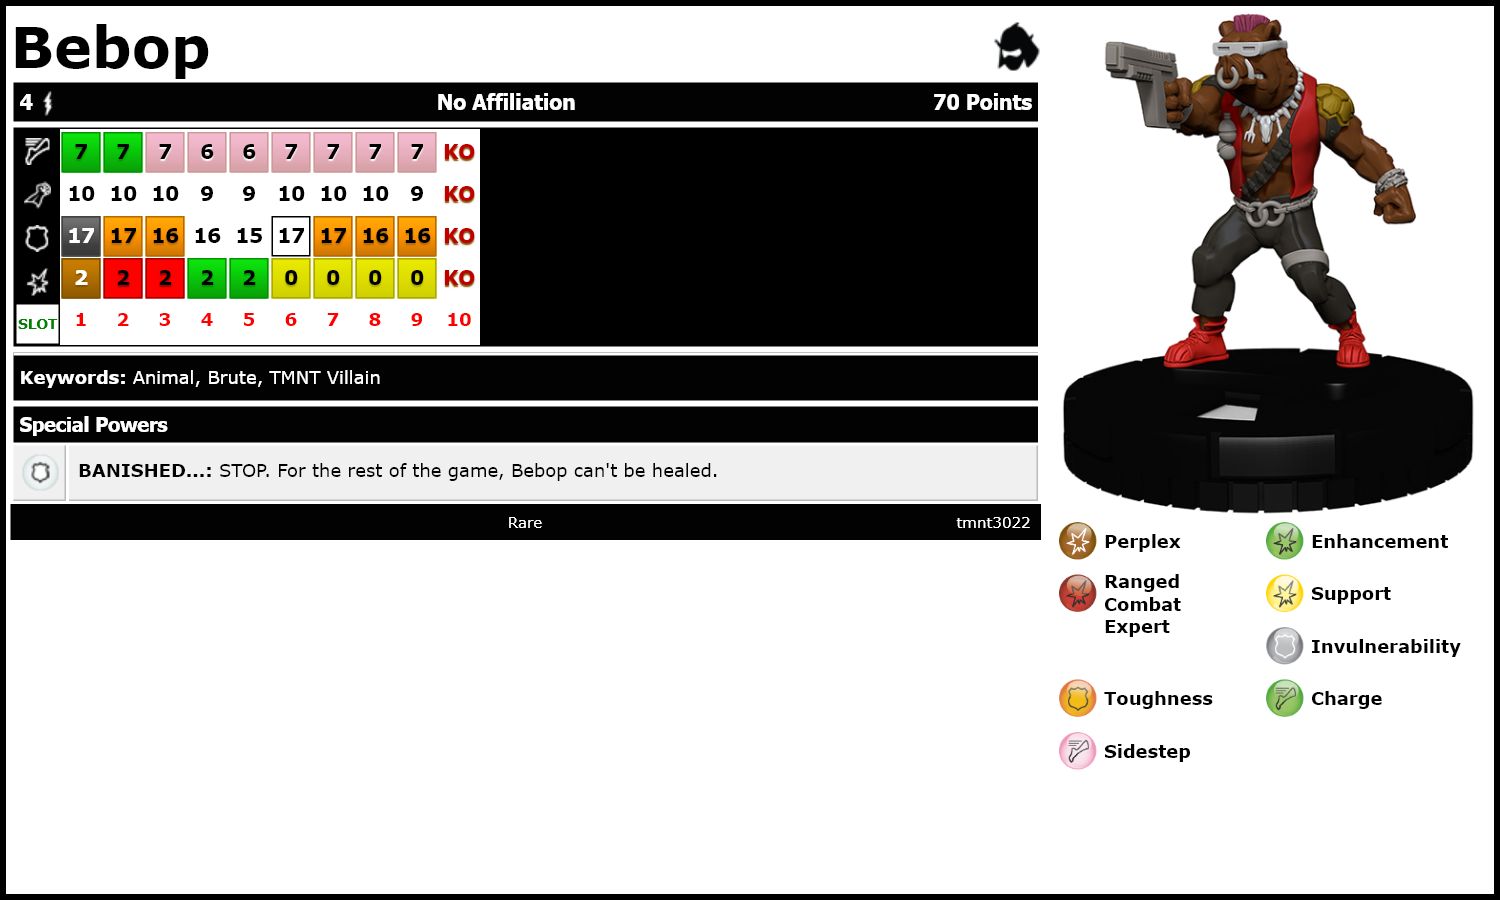 Bebop
4 No Affiliation 70 Points
7 7 7 6 6 7 7 7 7 KO
10 10 10 9 9 10 10 10 9 KO
17 17 16 16 15 17 17 16 16 KO
2 2 2 2 2 0 0 0 0 KO
SLOT 1 2 3 4 5 6 7 8 9 10
Keywords: Animal, Brute, TMNT Villain
Special Powers
BANISHED...: STOP. For the rest of the game, Bebop can't be healed.
Rare tmnt3022
Perplex Enhancement
Ranged
Combat
Expert
Support
Invulnerability
Toughness Charge
Sidestep